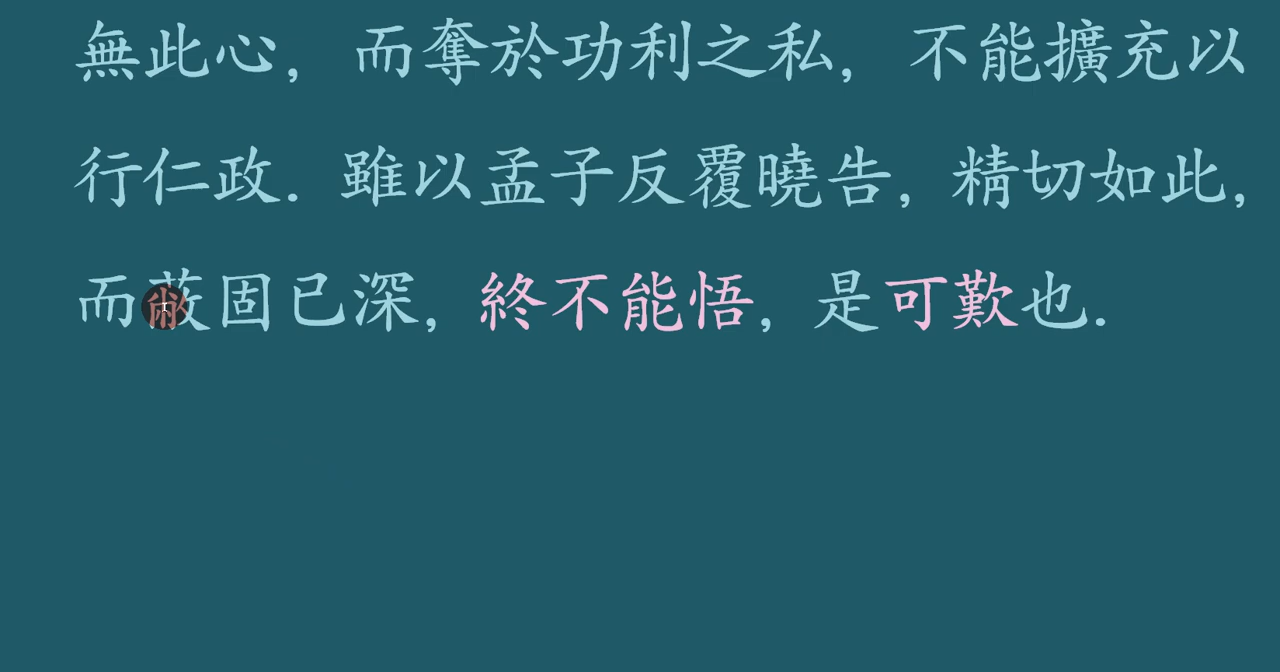 無此心, 而奪於功利之私, 不能擴充以
行仁政. 雖以孟子反覆曉告, 精切如此,
而蔽固已深, 終不能悟, 是可歎也.